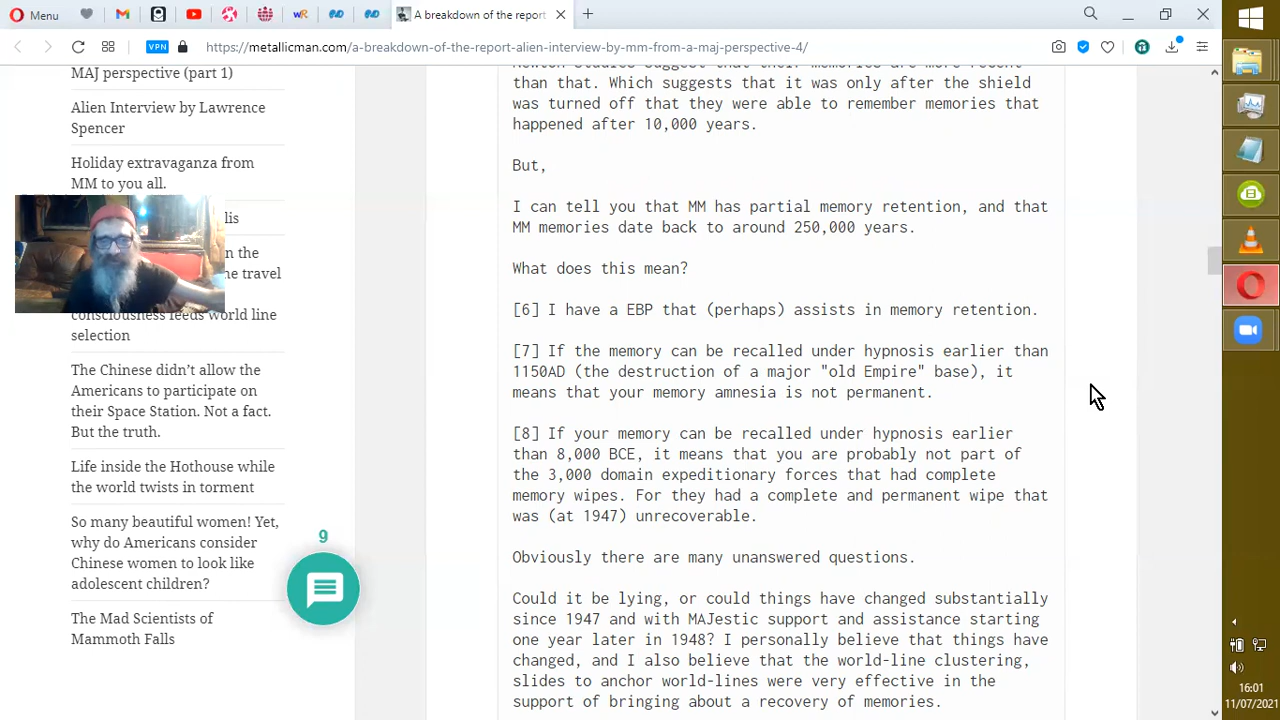 Menu
A breakdown of the report
VPN
https://metallicman.com/a-breakdown-of-the-report-alien-interview-by-mm-from-a-maj-perspective-4/
MAJ perspective (part 1)
Alien Interview by Lawrence
Spencer
Holiday extravaganza from
MM to you all.
lis
n the
he travel
consciousness feeds world line
selection
The Chinese didn’t allow the
Americans to participate on
their Space Station. Not a fact.
But the truth.
Life inside the Hothouse while
the world twists in torment
So many beautiful women! Yet,
why do Americans consider
Chinese women to look like
adolescent children?
The Mad Scientists of
Mammoth Falls
9
Newton Studies suggest that their memories are more recent
than that. Which suggests that it was only after the shield
was turned off that they were able to remember memories that
happened after 10,000 years.
But,
I can tell you that MM has partial memory retention, and that
MM memories date back to around 250,000 years.
What does this mean?
[6] I have a EBP that (perhaps) assists in memory retention.
[7] If the memory can be recalled under hypnosis earlier than
1150AD (the destruction of a major "old Empire" base), it
means that your memory amnesia is not permanent.
[8] If your memory can be recalled under hypnosis earlier
than 8,000 BCE, it means that you are probably not part of
the 3,000 domain expeditionary forces that had complete
memory wipes. For they had a complete and permanent wipe that
was (at 1947) unrecoverable.
Obviously there are many unanswered questions.
Could it be lying, or could things have changed substantially
since 1947 and with MAJestic support and assistance starting
one year later in 1948? I personally believe that things have
changed, and I also believe that the world-line clustering,
slides to anchor world-lines were very effective in the
support of bringing about a recovery of memories.
16:01
11/07/2021